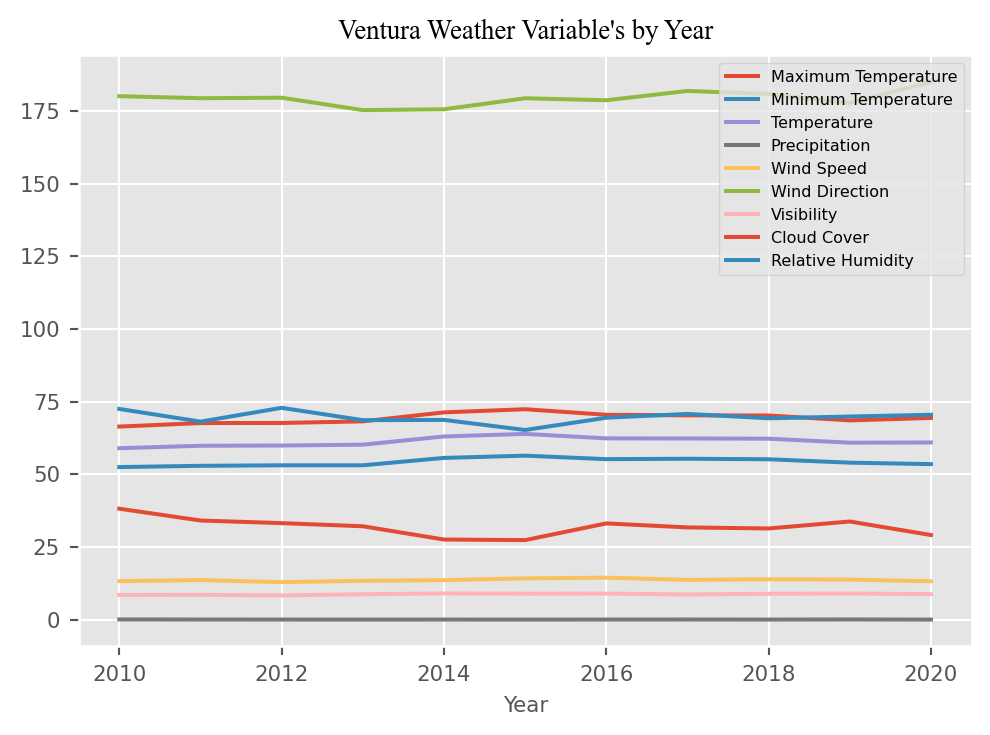 Ventura Weather Variable's by Year
Maximum Temperature
Minimum Temperature
Temperature
Precipitation
Wind Speed
Wind Direction
Visibility
Cloud Cover
Relative Humidity
175
150
125
100
75
50
25
0
2010 2012 2014 2016 2018 2020
Year